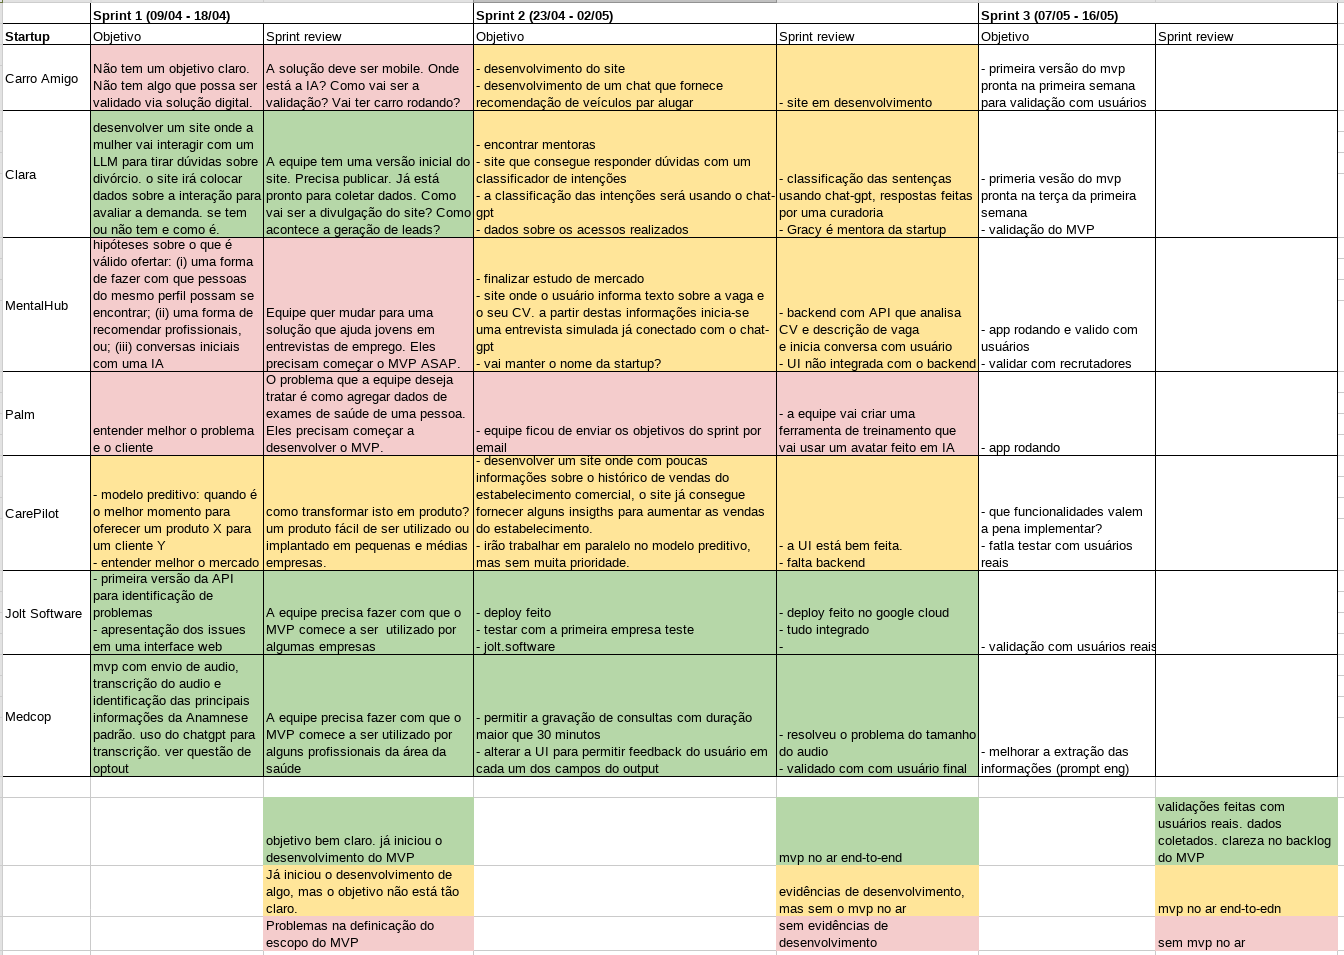 Sprint 1 (09/04 - 18/04)
Sprint 2 (23/04 - 02/05)
Sprint 3 (07/05 - 16/05)
Startup
Objetivo
Sprint review
Objetivo
Sprint review
Objetivo
Sprint review
Carro Amigo
Não tem um objetivo claro.
Não tem algo que possa ser
validado via solução digital.
A solução deve ser mobile. Onde
está a IA? Como vai ser a
validação? Vai ter carro rodando?
- desenvolvimento do site
- desenvolvimento de um chat que fornece
recomendação de veículos par alugar
- site em desenvolvimento
- primeira versão do mvp
pronta na primeira semana
para validação com usuários
Clara
desenvolver um site onde a
mulher vai interagir com um
LLM para tirar dúvidas sobre
divórcio. o site irá colocar
dados sobre a interação para
avaliar a demanda. se tem
ou não tem e como é.
A equipe tem uma versão inicial do
site. Precisa publicar. Já está
pronto para coletar dados. Como
vai ser a divulgação do site? Como
acontece a geração de leads?
- encontrar mentoras
- site que consegue responder dúvidas com um
classificador de intenções
- a classificação das intenções será usando o chat-
gpt
- dados sobre os acessos realizados
- classificação das sentenças
usando chat-gpt, respostas feitas
por uma curadoria
- Gracy é mentora da startup
- primeria vesão do mvp
pronta na terça da primeira
semana
- validação do MVP
MentalHub
hipóteses sobre o que é
válido ofertar: (i) uma forma
de fazer com que pessoas
do mesmo perfil possam se
encontrar; (ii) uma forma de
recomendar profissionais,
ou; (iii) conversas iniciais
com uma IA
Equipe quer mudar para uma
solução que ajuda jovens em
entrevistas de emprego. Eles
precisam começar o MVP ASAP.
- finalizar estudo de mercado
- site onde o usuário informa texto sobre a vaga e
o seu CV. a partir destas informações inicia-se
uma entrevista simulada já conectado com o chat-
gpt
- vai manter o nome da startup?
- backend com API que analisa
CV e descrição de vaga
e inicia conversa com usuário
- UI não integrada com o backend
- app rodando e valido com
usuários
- validar com recrutadores
Palm
entender melhor o problema
e o cliente
O problema que a equipe deseja
tratar é como agregar dados de
exames de saúde de uma pessoa.
Eles precisam começar a
desenvolver o MVP.
- equipe ficou de enviar os objetivos do sprint por
email
- a equipe vai criar uma
ferramenta de treinamento que
vai usar um avatar feito em IA
- app rodando
CarePilot
- modelo preditivo: quando é
o melhor momento para
oferecer um produto X para
um cliente Y
- entender melhor o mercado
como transformar isto em produto?
um produto fácil de ser utilizado ou
implantado em pequenas e médias
empresas.
- desenvolver um site onde com poucas
informações sobre o histórico de vendas do
estabelecimento comercial, o site já consegue
fornecer alguns insigths para aumentar as vendas
do estabelecimento.
- irão trabalhar em paralelo no modelo preditivo,
mas sem muita prioridade.
- a UI está bem feita.
- falta backend
- que funcionalidades valem
a pena implementar?
- fatla testar com usuários
reais
Jolt Software
- primeira versão da API
para identificação de
problemas
- apresentação dos issues
em uma interface web
A equipe precisa fazer com que o
MVP comece a ser  utilizado por
algumas empresas
- deploy feito
- testar com a primeira empresa teste
- jolt.software
- deploy feito no google cloud
- tudo integrado
-
- validação com usuários reais
Medcop
mvp com envio de audio,
transcrição do audio e
identificação das principais
informações da Anamnese
padrão. uso do chatgpt para
transcrição. ver questão de
optout
A equipe precisa fazer com que o
MVP comece a ser utilizado por
alguns profissionais da área da
saúde
- permitir a gravação de consultas com duração
maior que 30 minutos
- alterar a UI para permitir feedback do usuário em
cada um dos campos do output
- resolveu o problema do tamanho
do audio
- validado com com usuário final
- melhorar a extração das
informações (prompt eng)
objetivo bem claro. já iniciou o
desenvolvimento do MVP
mvp no ar end-to-end
validações feitas com
usuários reais. dados
coletados. clareza no backlog
do MVP
Já iniciou o desenvolvimento de
algo, mas o objetivo não está tão
claro.
evidências de desenvolvimento,
mas sem o mvp no ar
mvp no ar end-to-edn
Problemas na definicação do
escopo do MVP
sem evidências de
desenvolvimento
sem mvp no ar